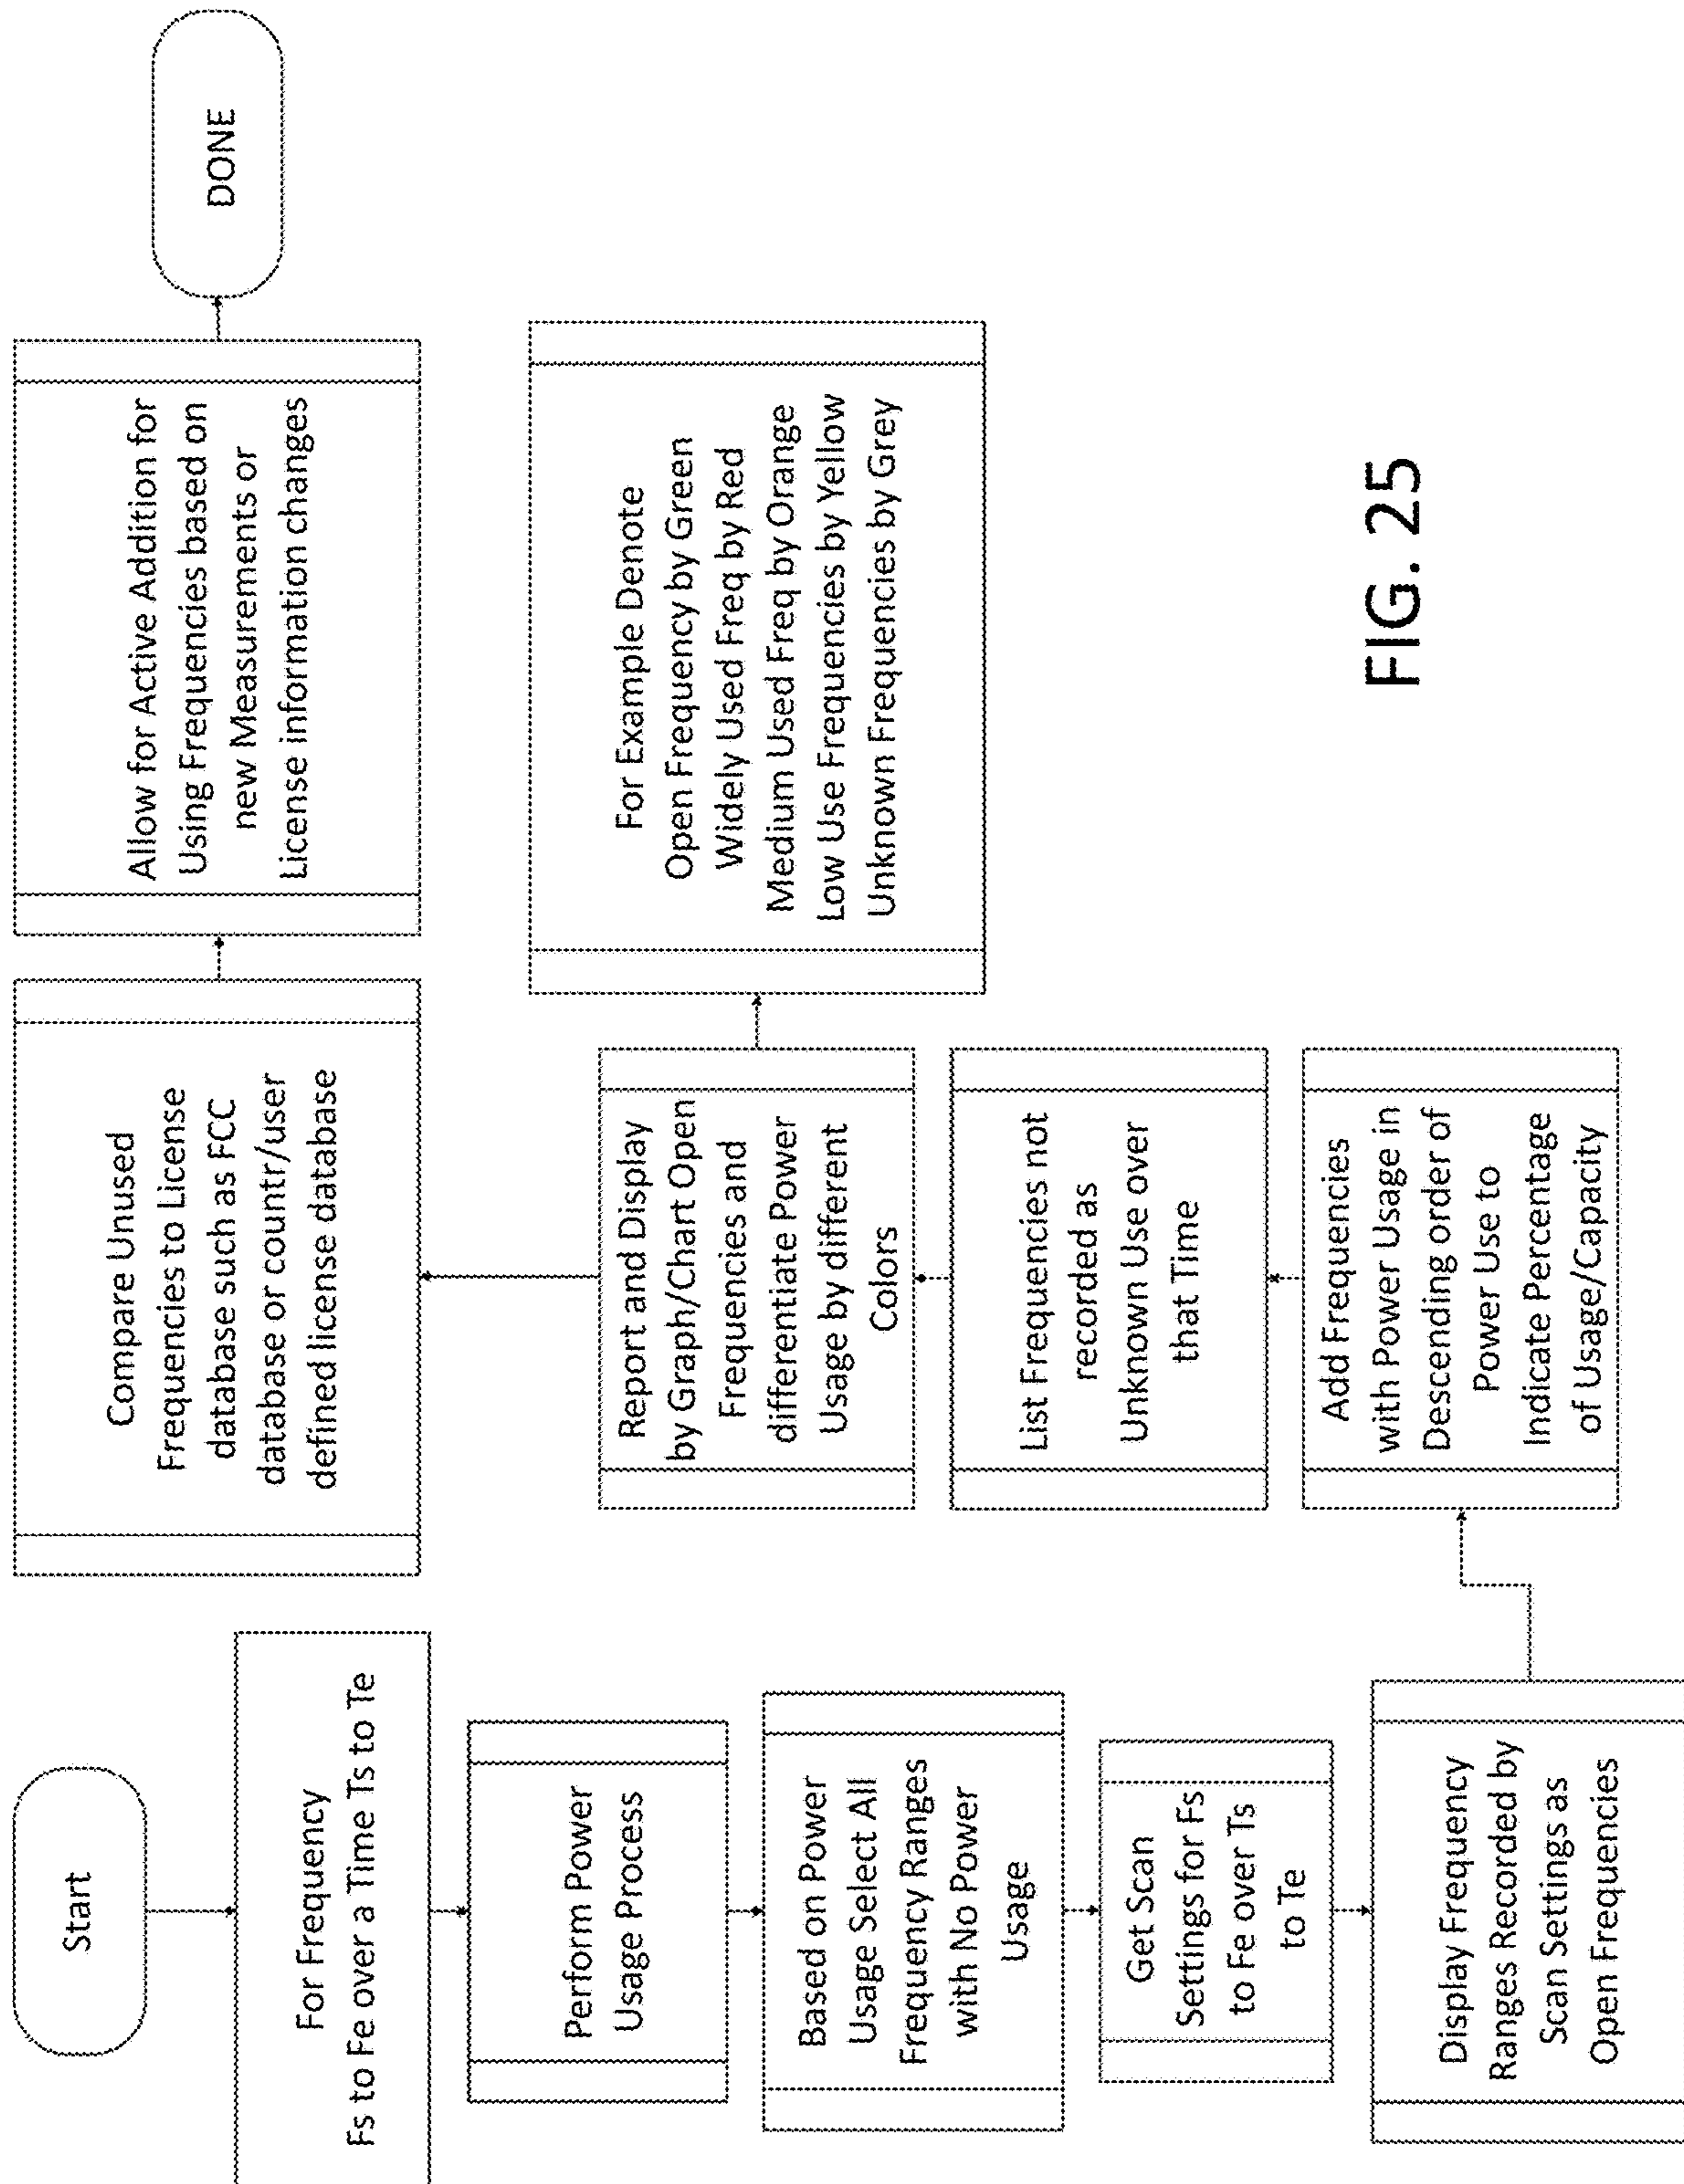 Start
For Frequency
Fs to Fe over a Time Ts to Te
Perform Power
Usage Process
Based on Power
Usage Select All
Frequency Ranges
with No Power
Usage
Get Scan
Settings for Fs
to Fe over Ts
to Te
Display Frequency
Ranges Recorded by
Scan Settings as
Open Frequencies
Add Frequencies
with Power Usage in
Descending order of
Power Use to
Indicate Percentage
of Usage/Capacity
List Frequencies not
recorded as
Unknown Use over
that Time
Report and Display
by Graph/Chart Open
Frequencies and
differentiate Power
Usage by different
Colors
For Example Denote
Open Frequency by Green
Widely Used Freq by Red
Medium Used Freq by Orange
Low Use Frequencies by Yellow
Unknown Frequencies by Grey
Compare Unused
Frequencies to License
database such as FCC
database or countr/user
defined license database
Allow for Active Addition for
Using Frequencies based on
new Measurements or
License information changes
DONE
FIG. 25